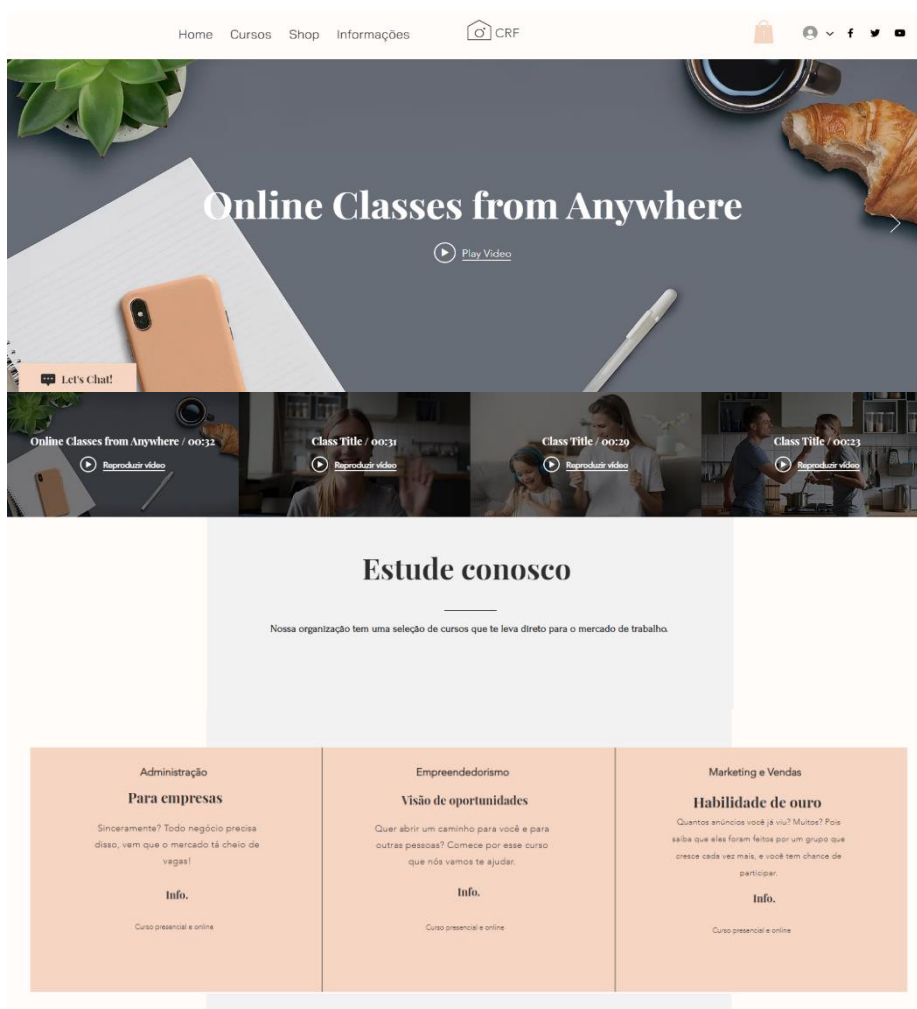 Home Cursos Shop Informações CRF
Online Classes from Anywhere
Play Video
Let's Chat!
Online Classes from Anywhere / 00:32
Reproduzir vídeo
Class Title / 00:31
Reproduzir vídeo
Class Title / 00:29
Reproduzir vídeo
Class Title / 00:23
Reproduzir vídeo
Estude conosco
Nossa organização tem uma seleção de cursos que te leva direto para o mercado de trabalho.
Administração
Para empresas
Sinceramente? Todo negócio precisa
disso, vem que o mercado tá cheio de
vagas!
Info.
Curso presencial e online
Empreendedorismo
Visão de oportunidades
Quer abrir um caminho para você e para
outras pessoas? Comece por esse curso
que nós vamos te ajudar.
Info.
Curso presencial e online
Marketing e Vendas
Habilidade de ouro
Quantos anúncios você já viu? Muitos? Pois
saiba que eles foram feitos por um grupo que
cresce cada vez mais, e você tem chance de
participar.
Info.
Curso presencial e online